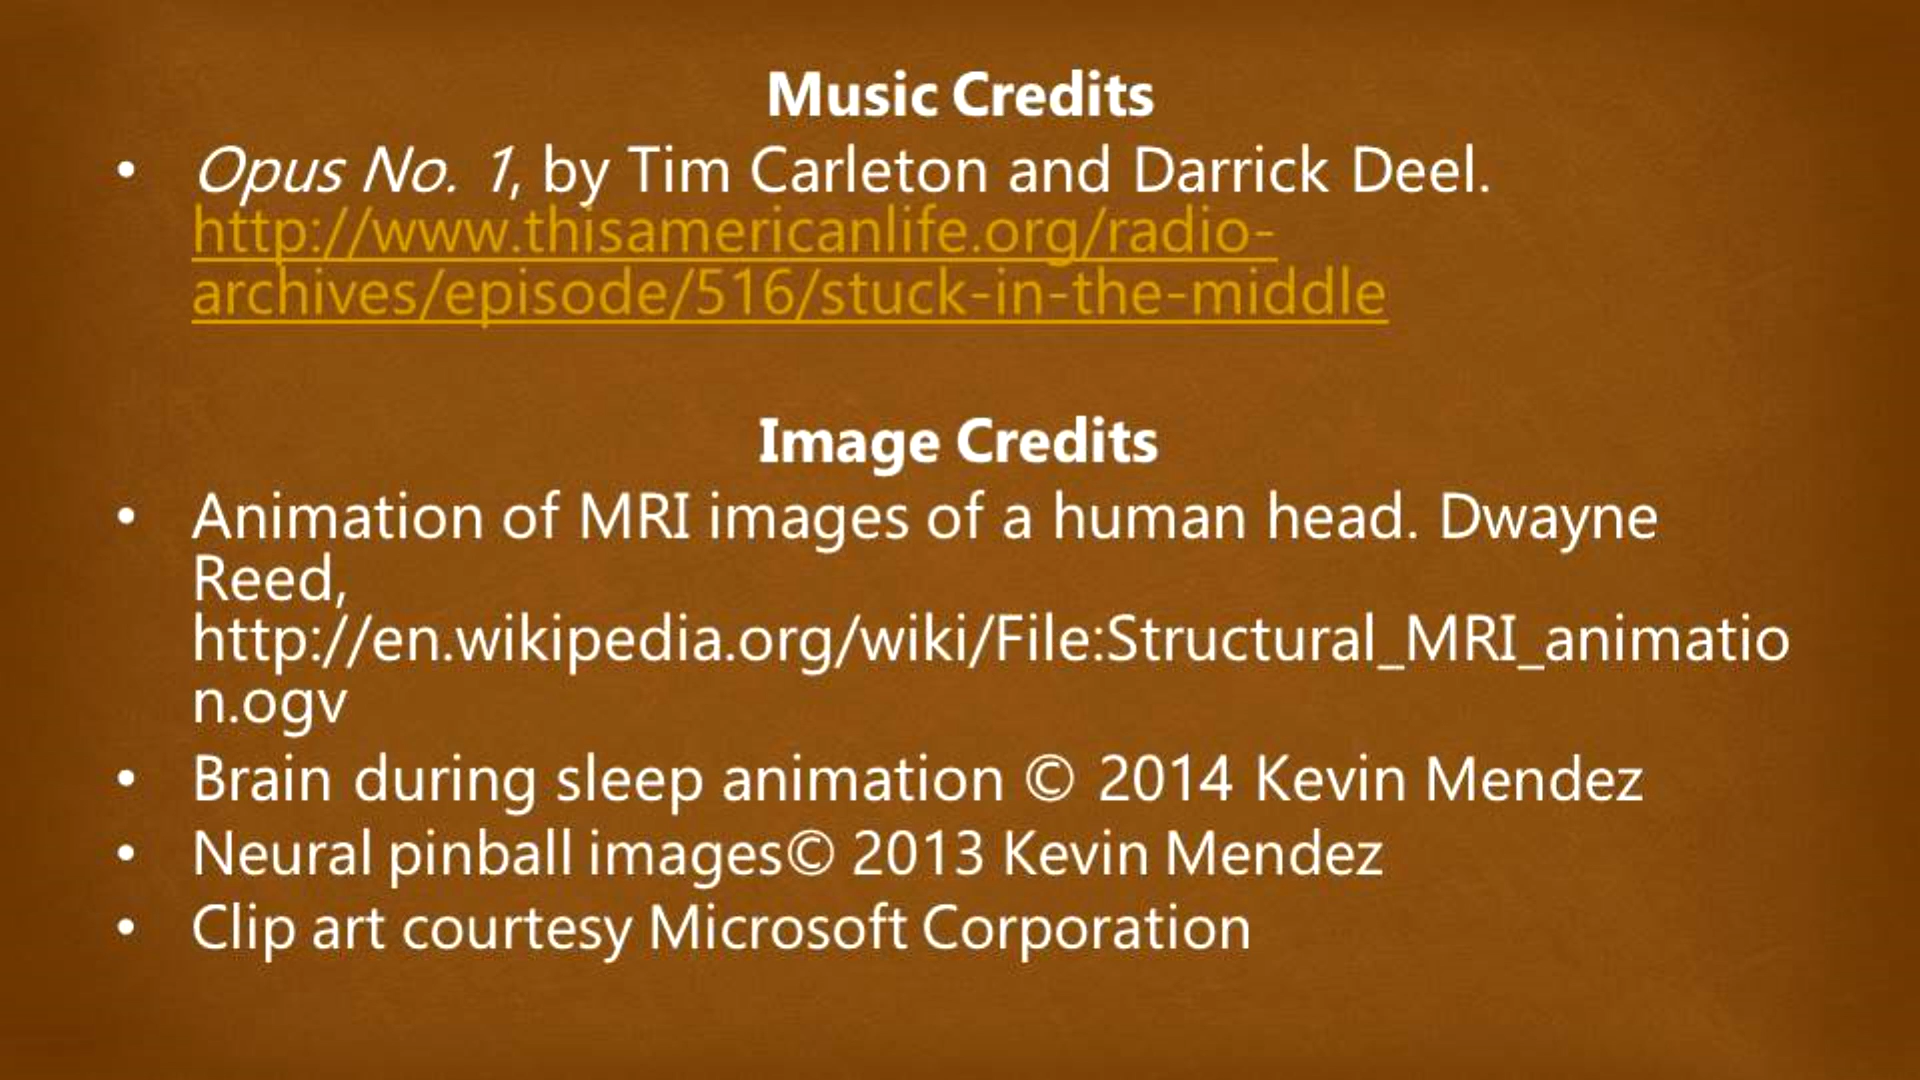 Music Credits
• Opus No. 1, by Tim Carleton and Darrick Deel.
http://www.thisamericanlife.org/radio-
archives/episode/516/stuck-in-the-middle
Image Credits
• Animation of MRI images of a human head. Dwayne
Reed,
http://en.wikipedia.org/wiki/File:Structural_MRI_animatio
n.ogv
• Brain during sleep animation © 2014 Kevin Mendez
• Neural pinball images© 2013 Kevin Mendez
• Clip art courtesy Microsoft Corporation